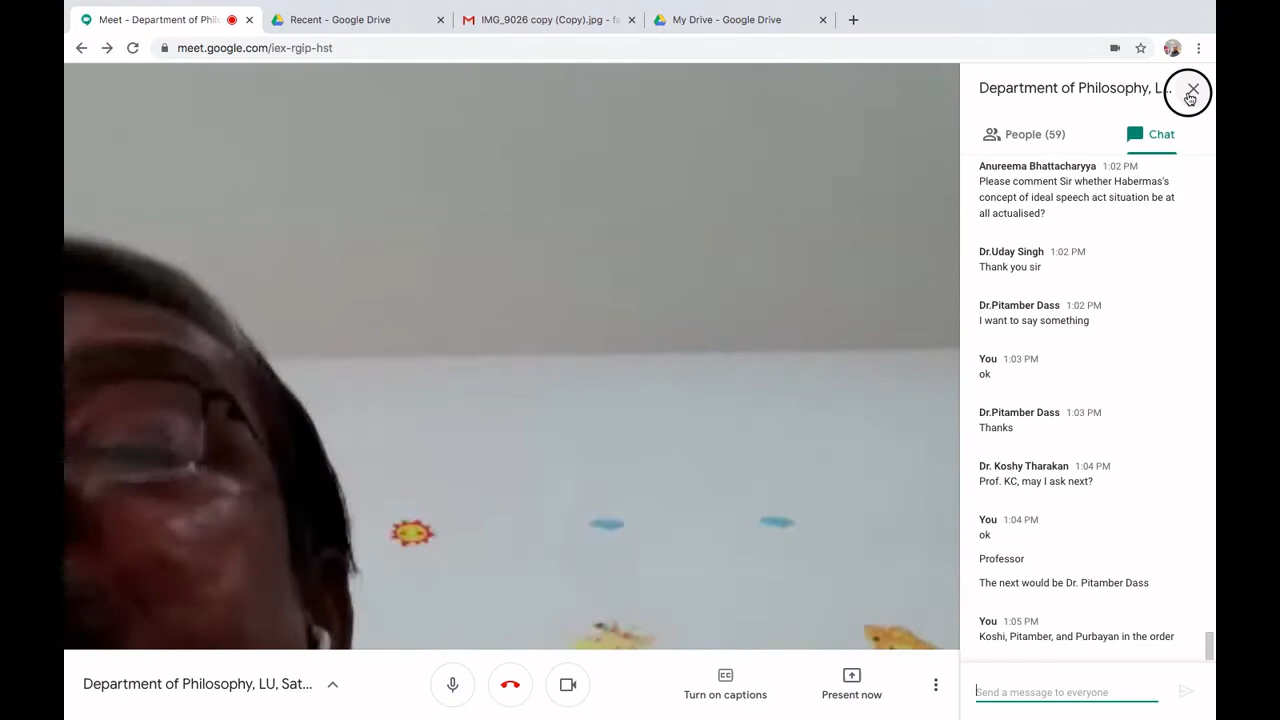 Meet - Department of Phil
Recent - Google Drive
IMG_9026 copy (Copy).jpg - fa
My Drive - Google Drive
meet.google.com/iex-rgip-hst
Department of Philosophy, L...
People (59)
Chat
Anureema Bhattacharyya 1:02 PM
Please comment Sir whether Habermas's
concept of ideal speech act situation be at
all actualised?
Dr.Uday Singh 1:02 PM
Thank you sir
Dr.Pitamber Dass 1:02 PM
I want to say something
You 1:03 PM
ok
Dr.Pitamber Dass 1:03 PM
Thanks
Dr. Koshy Tharakan 1:04 PM
Prof. KC, may I ask next?
You 1:04 PM
ok
Professor
The next would be Dr. Pitamber Dass
You 1:05 PM
Koshi, Pitamber, and Purbayan in the order
Send a message to everyone
Department of Philosophy, LU, Sat...
Turn on captions
Present now